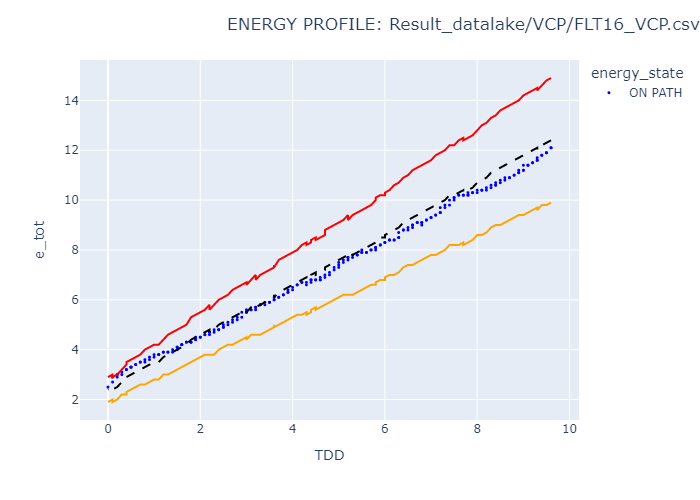 ENERGY PROFILE: Result_datalake/VCP/FLT16_VCP.csv
energy_state
ON PATH
14
12
10
8
6
4
2
e_tot
0 2 4 6 8 10
TDD